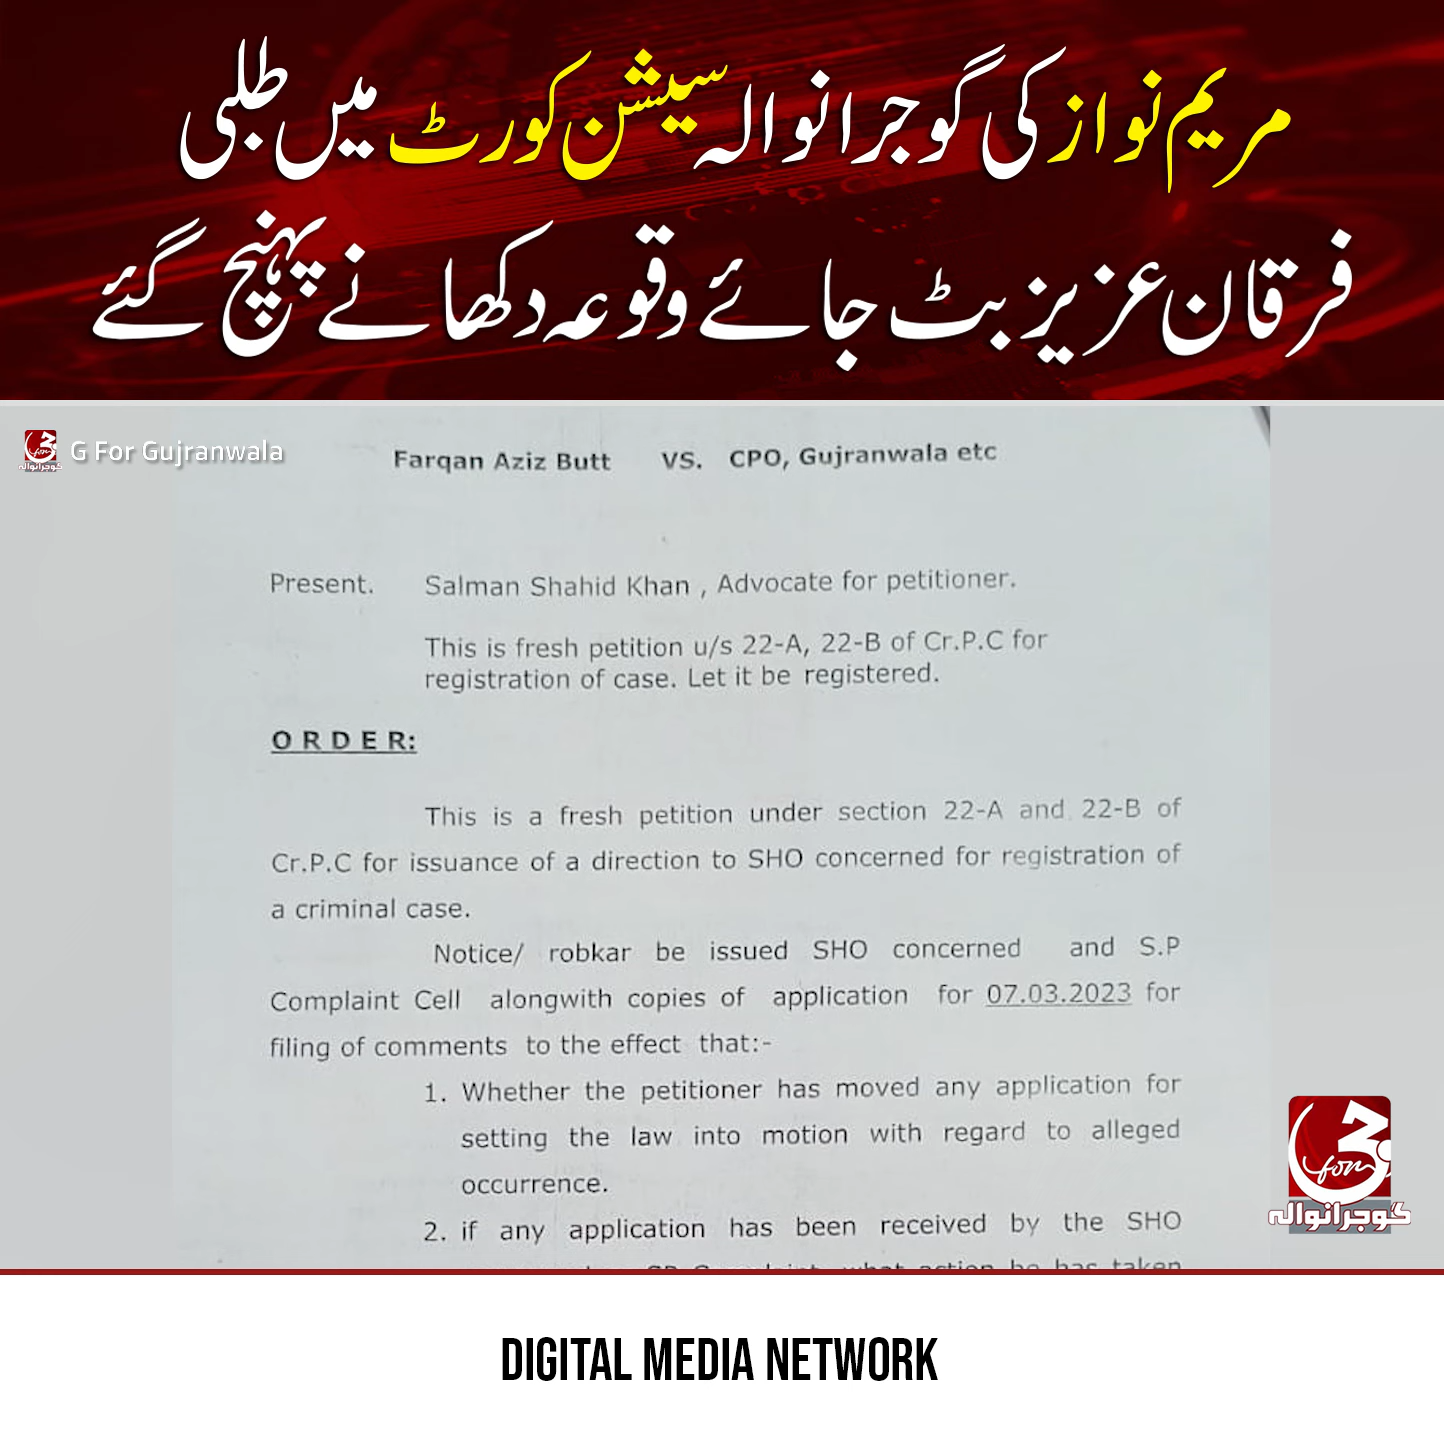 مریم نواز کی گوجرانوالہ سیشن کورٹ میں طلبی
فرقان عزیز بٹ جائے وقوعہ دکھانے پہنچ گئے
G For Gujranwala
Farqan Aziz Butt VS. CPO, Gujranwala etc
Present. Salman Shahid Khan , Advocate for petitioner.
This is fresh petition u/s 22-A, 22-B of Cr.P.C for
registration of case. Let it be registered.
O R D E R:
This is a fresh petition under section 22-A and 22-B of
Cr.P.C for issuance of a direction to SHO concerned for registration of
a criminal case.
Notice/ robkar be issued SHO concerned and S.P
Complaint Cell alongwith copies of application for 07.03.2023 for
filing of comments to the effect that:-
1. Whether the petitioner has moved any application for
setting the law into motion with regard to alleged
occurrence.
2. if any application has been received by the SHO
what action he has taken
for
گوجرانوالہ
DIGITAL MEDIA NETWORK